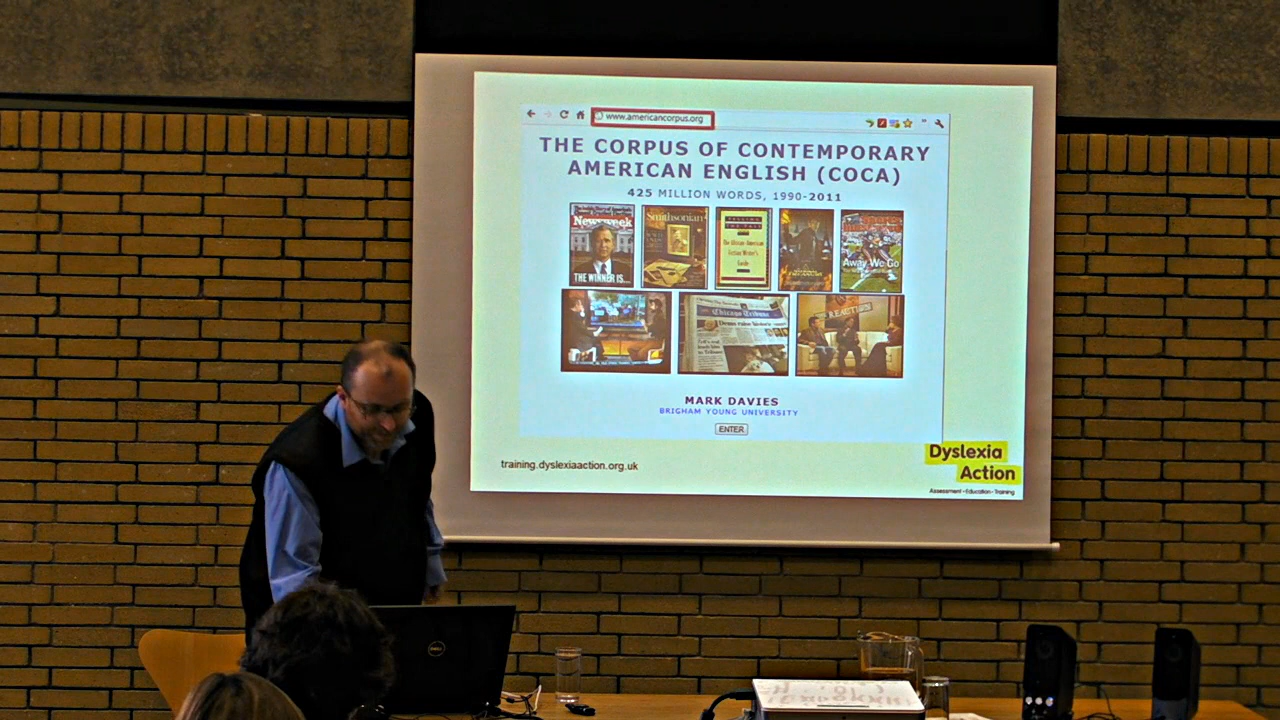 www.americancorpus.org
THE CORPUS OF CONTEMPORARY
AMERICAN ENGLISH (COCA)
425 MILLION WORDS, 1990-2011
Newsweek
THE WINNER IS...
Smithsonian
Away We Go
Chicago Tribune
REACTION
MARK DAVIES
BRIGHAM YOUNG UNIVERSITY
ENTER
training.dyslexiaaction.org.uk
Dyslexia
Action
Assessment · Education · Training
DELL